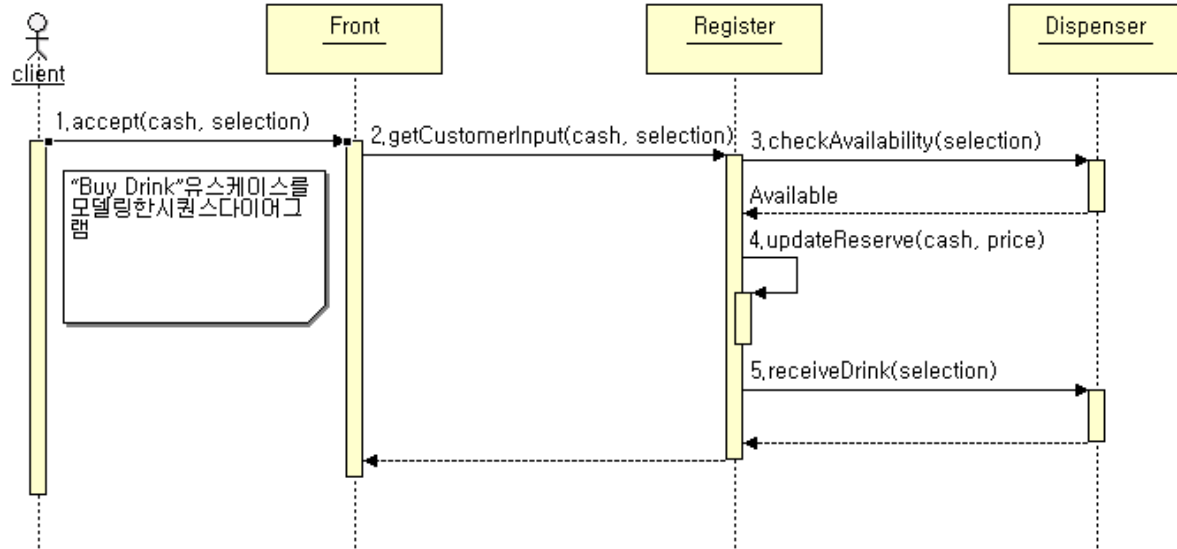 client
Front
Register
Dispenser
1.accept(cash, selection)
2.getCustomerInput(cash, selection)
3.checkAvailability(selection)
"Buy Drink"유스케이스를
모델링한시퀀스다이어그
램
Available
4.updateReserve(cash, price)
5.receiveDrink(selection)